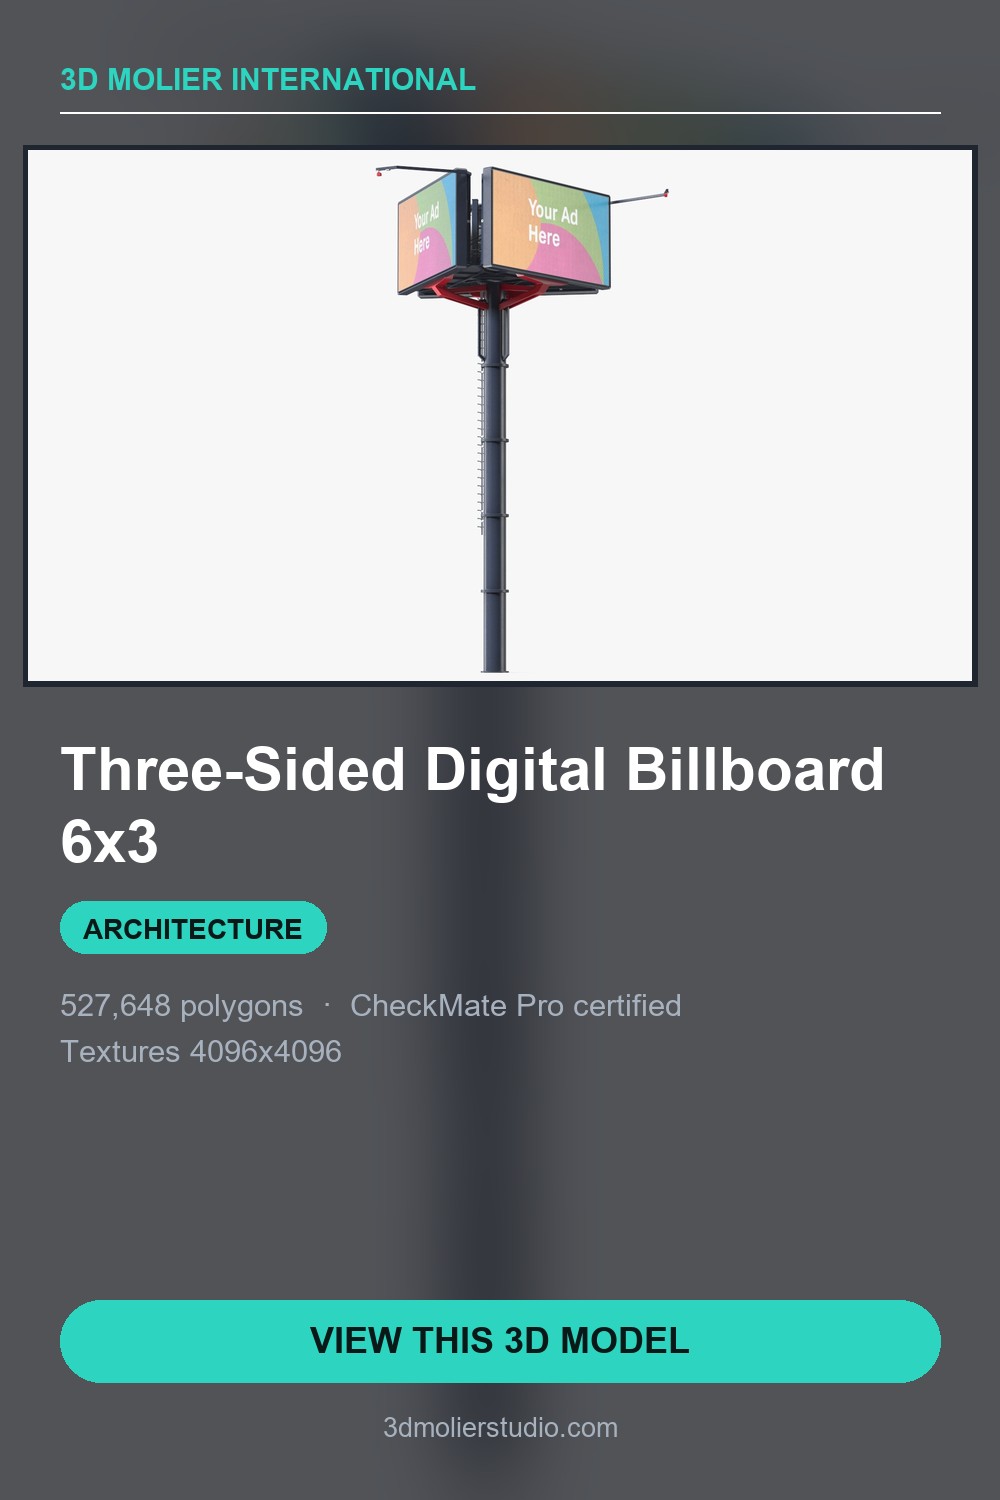 3D MOLIER INTERNATIONAL
Your Ad
Here
Your Ad
Here
Three-Sided Digital Billboard
6x3
ARCHITECTURE
527,648 polygons · CheckMate Pro certified
Textures 4096x4096
VIEW THIS 3D MODEL
3dmolierstudio.com